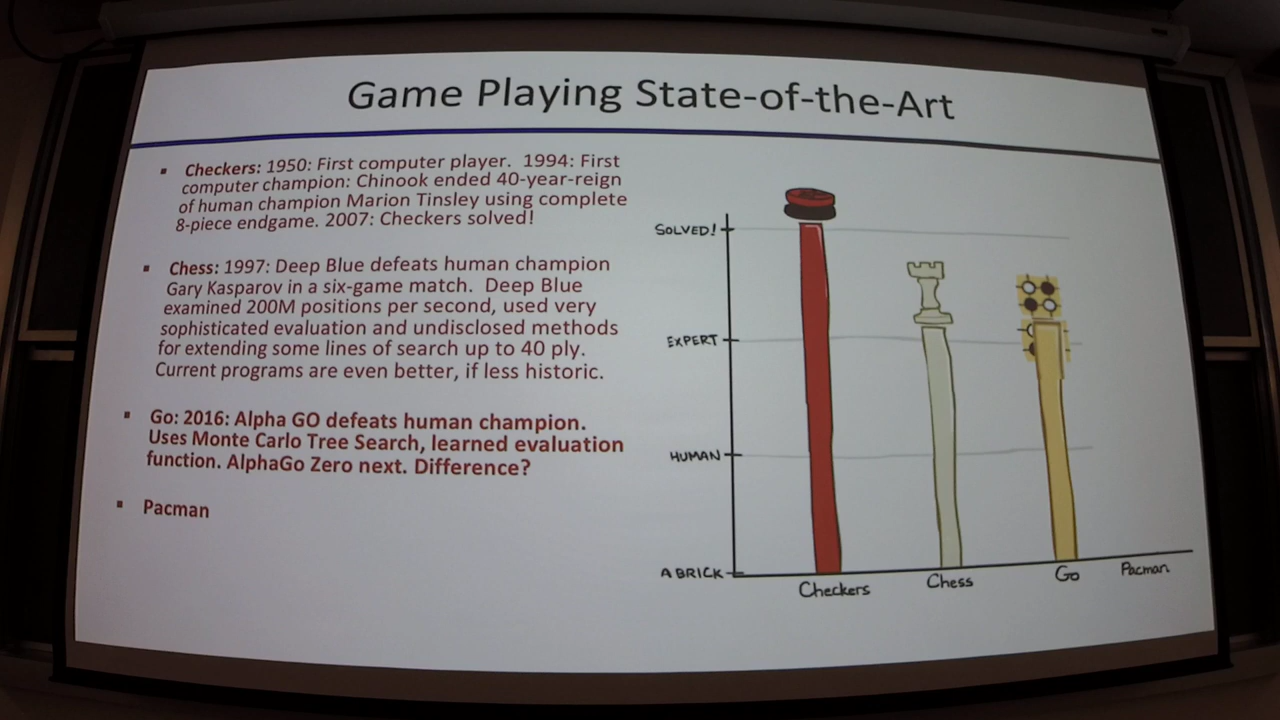 Game Playing State-of-the-Art
Checkers: 1950: First computer player. 1994: First
computer champion: Chinook ended 40-year-reign
of human champion Marion Tinsley using complete
8-piece endgame. 2007: Checkers solved!
Chess: 1997: Deep Blue defeats human champion
Gary Kasparov in a six-game match. Deep Blue
examined 200M positions per second, used very
sophisticated evaluation and undisclosed methods
for extending some lines of search up to 40 ply.
Current programs are even better, if less historic.
Go: 2016: Alpha GO defeats human champion.
Uses Monte Carlo Tree Search, learned evaluation
function. AlphaGo Zero next. Difference?
Pacman
SOLVED!
EXPERT
HUMAN
A BRICK
Checkers
Chess
Go
Pacman